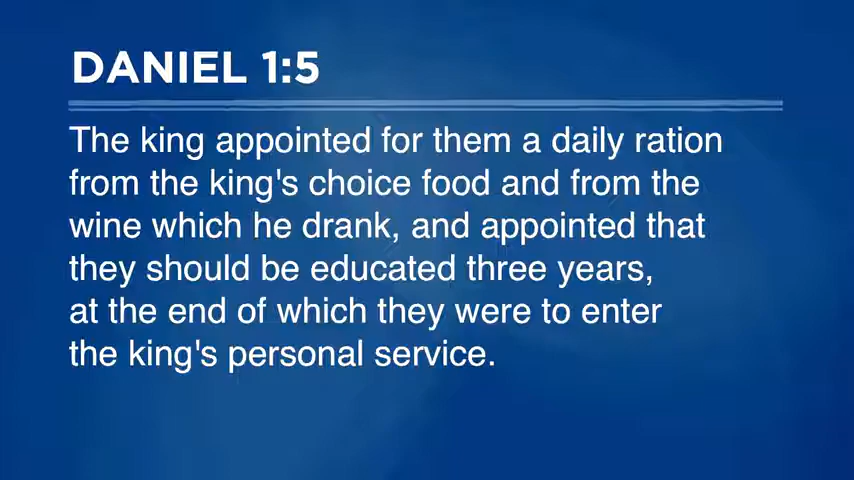 DANIEL 1:5
The king appointed for them a daily ration
from the king's choice food and from the
wine which he drank, and appointed that
they should be educated three years,
at the end of which they were to enter
the king's personal service.